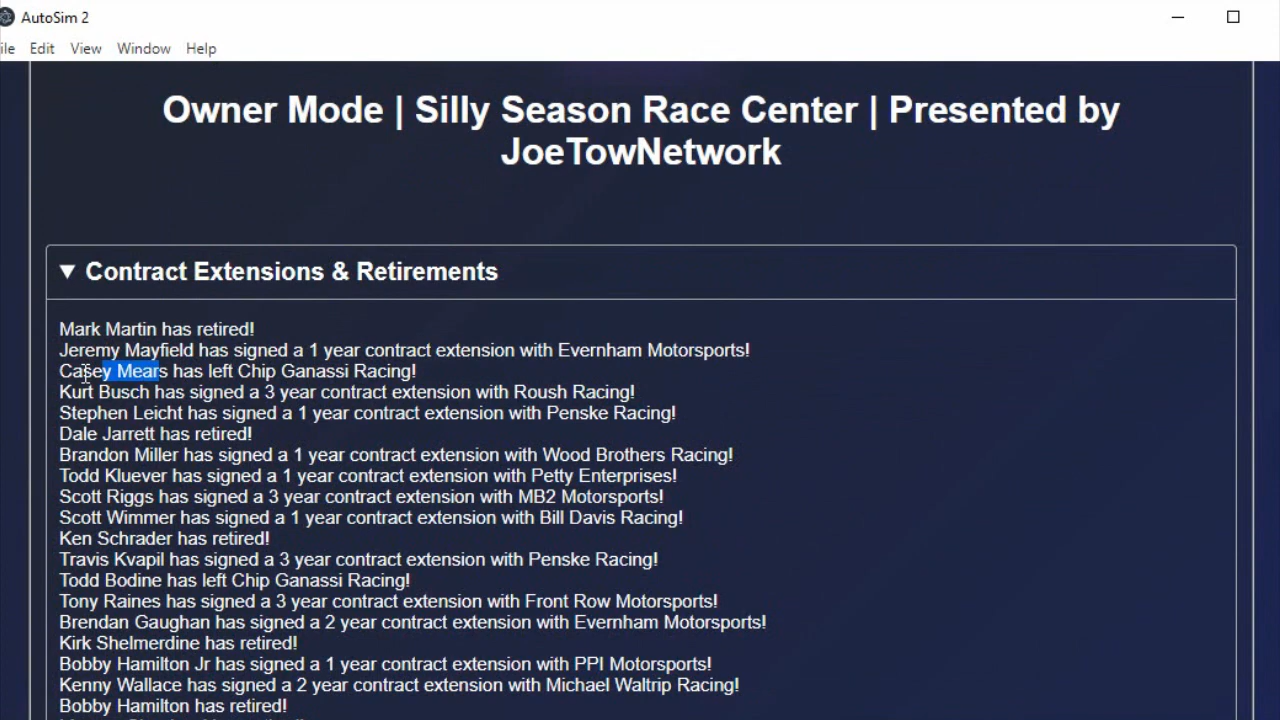 AutoSim 2
ile Edit View Window Help
Owner Mode | Silly Season Race Center | Presented by
JoeTownNetwork
▼ Contract Extensions & Retirements
Mark Martin has retired!
Jeremy Mayfield has signed a 1 year contract extension with Evernham Motorsports!
Casey Mears has left Chip Ganassi Racing!
Kurt Busch has signed a 3 year contract extension with Roush Racing!
Stephen Leicht has signed a 1 year contract extension with Penske Racing!
Dale Jarrett has retired!
Brandon Miller has signed a 1 year contract extension with Wood Brothers Racing!
Todd Kluever has signed a 1 year contract extension with Petty Enterprises!
Scott Riggs has signed a 3 year contract extension with MB2 Motorsports!
Scott Wimmer has signed a 1 year contract extension with Bill Davis Racing!
Ken Schrader has retired!
Travis Kvapil has signed a 3 year contract extension with Penske Racing!
Todd Bodine has left Chip Ganassi Racing!
Tony Raines has signed a 3 year contract extension with Front Row Motorsports!
Brendan Gaughan has signed a 2 year contract extension with Evernham Motorsports!
Kirk Shelmerdine has retired!
Bobby Hamilton Jr has signed a 1 year contract extension with PPI Motorsports!
Kenny Wallace has signed a 2 year contract extension with Michael Waltrip Racing!
Bobby Hamilton has retired!